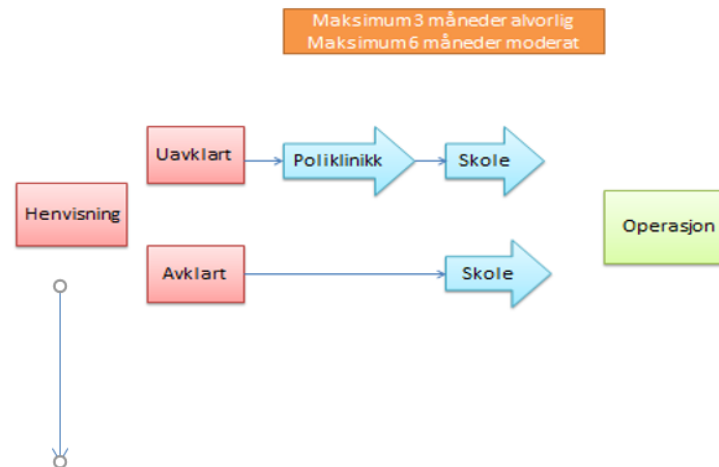 Maksimum 3 måneder alvorlig
Maksimum 6 måneder moderat
Uavklart
Poliklinikk
Skole
Henvisning
Operasjon
Avklart
Skole